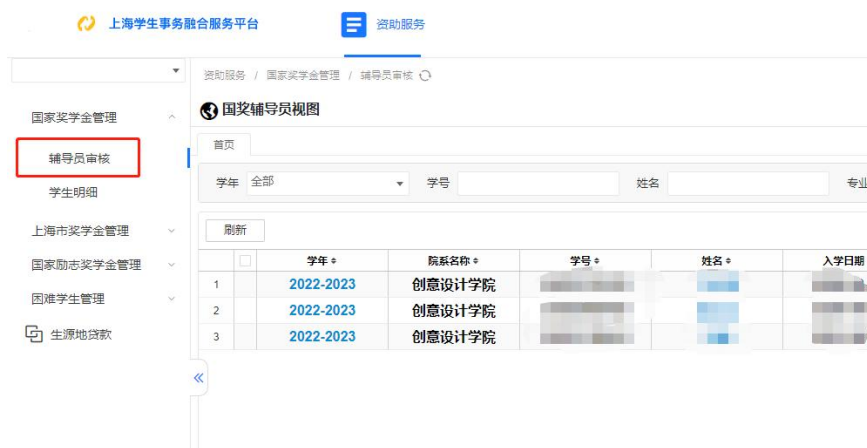 上海学生事务融合服务平台
资助服务
资助服务 / 国家奖学金管理 / 辅导员审核
国家奖学金管理
辅导员审核
学生明细
上海市奖学金管理
国家励志奖学金管理
困难学生管理
生源地贷款
国奖辅导员视图
首页
学年 全部 学号 姓名 专业
刷新
学年 院系名称 学号 姓名 入学日期
1 2022-2023 创意设计学院
2 2022-2023 创意设计学院
3 2022-2023 创意设计学院